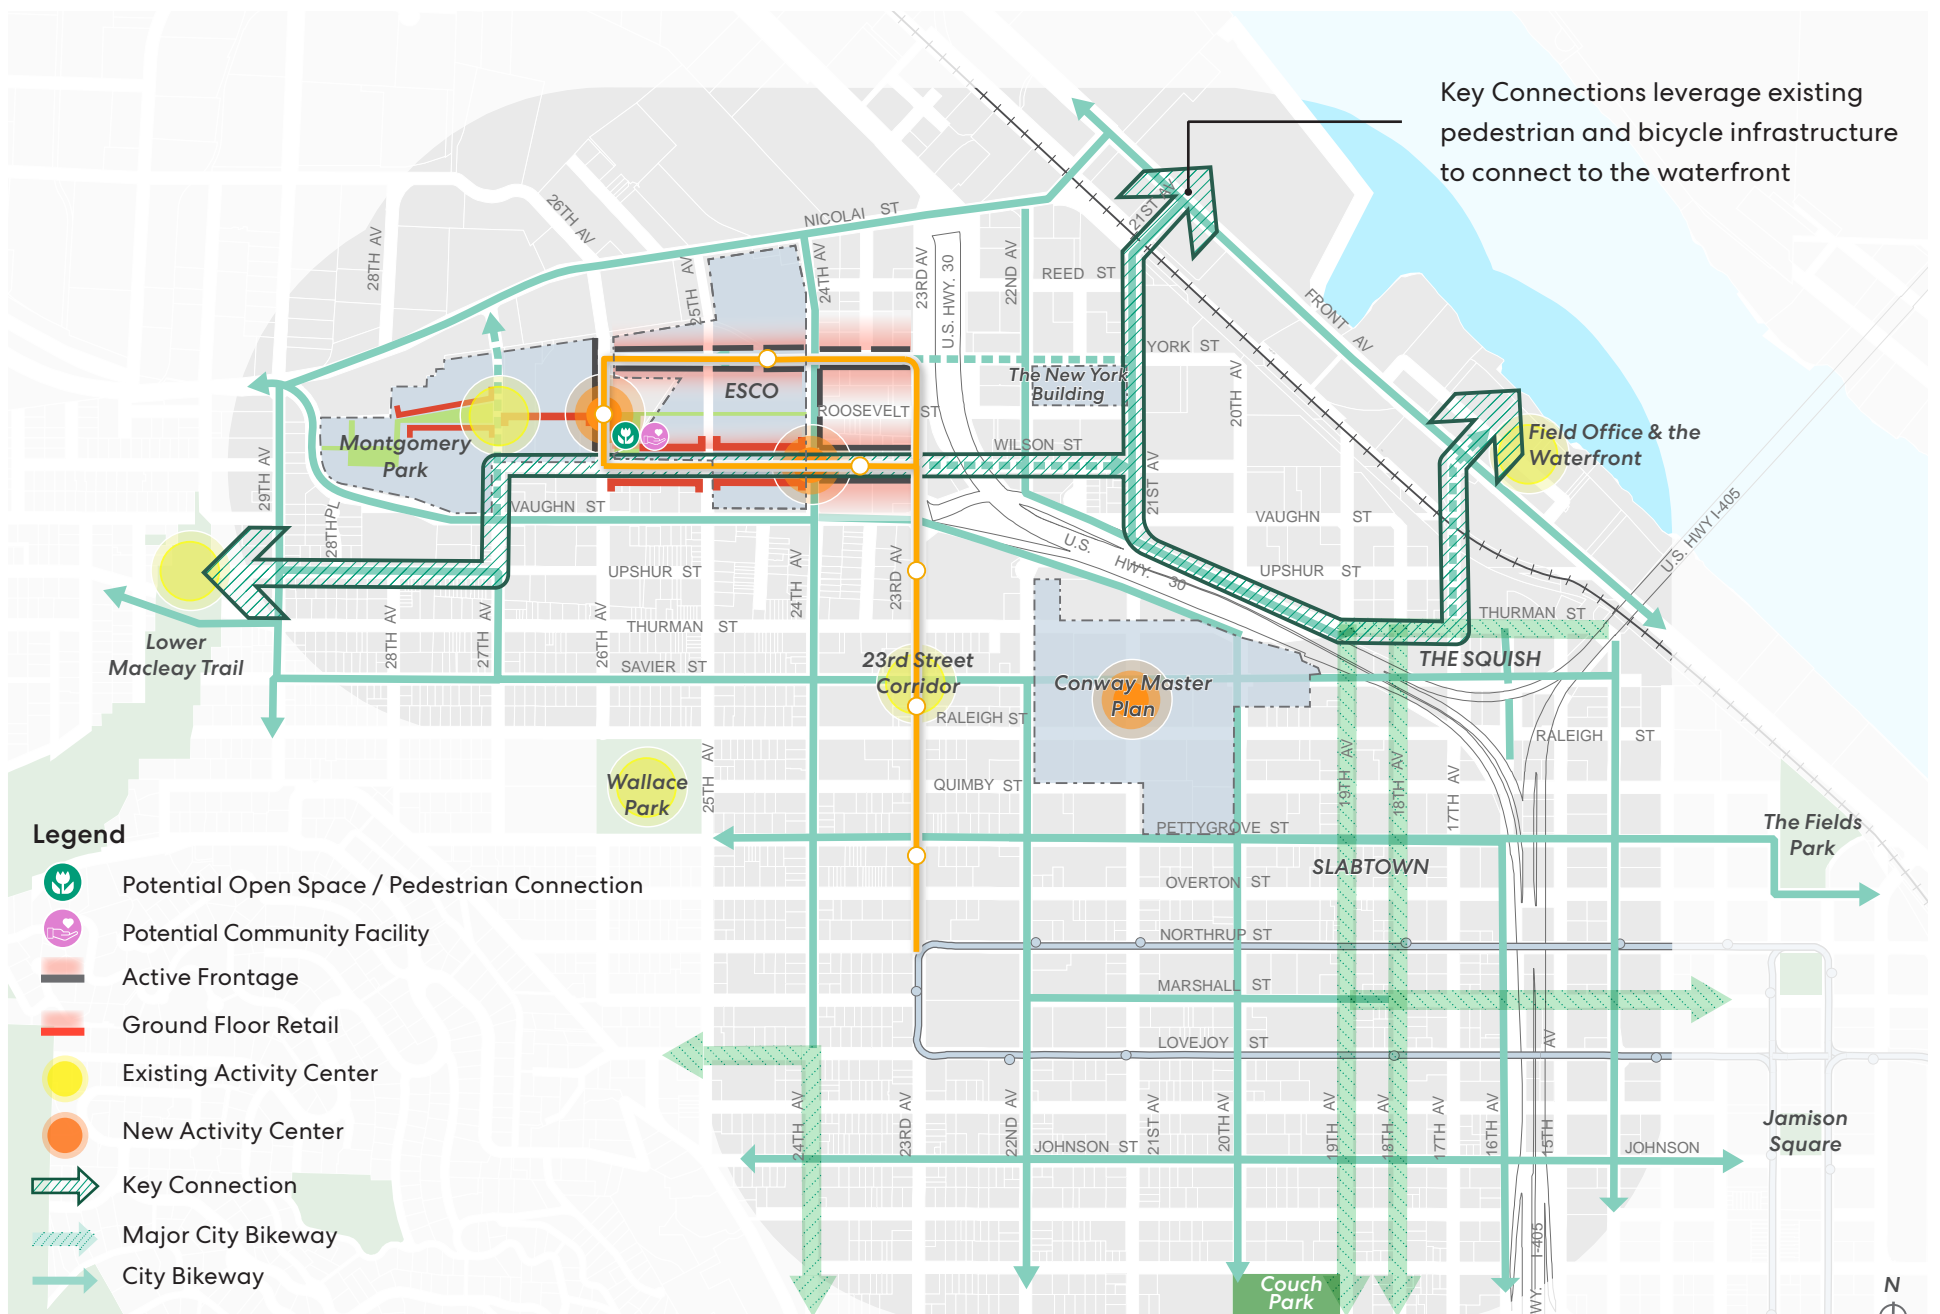 Key Connections leverage existing
pedestrian and bicycle infrastructure
to connect to the waterfront
21ST AV
26TH AV
NICOLAI ST
28TH AV
25TH AV
24TH AV
23RD AV
U.S. HWY. 30
22ND AV
REED ST
FRONT AV
YORK ST
The New York
Building
20TH AV
ESCO
ROOSEVELT ST
Montgomery
Park
WILSON ST
Field Office & the
Waterfront
29TH AV
28TH PL
VAUGHN ST
21ST AV
VAUGHN ST
U.S. HWY. 30
U.S. HWY I-405
UPSHUR ST
24TH AV
23RD AV
UPSHUR ST
THURMAN ST
28TH AV
27TH AV
26TH AV
THURMAN ST
Lower
Macleay Trail
SAVIER ST
23rd Street
Corridor
THE SQUISH
Conway Master
Plan
RALEIGH ST
RALEIGH ST
Wallace
Park
25TH AV
QUIMBY ST
19TH AV
18TH AV
17TH AV
PETTYGROVE ST
The Fields
Park
SLABTOWN
OVERTON ST
NORTHRUP ST
MARSHALL ST
LOVEJOY ST
Legend
Potential Open Space / Pedestrian Connection
Potential Community Facility
Active Frontage
Ground Floor Retail
Existing Activity Center
New Activity Center
Key Connection
Major City Bikeway
City Bikeway
24TH AV
23RD AV
22ND AV
JOHNSON ST
21ST AV
20TH AV
19TH AV
18TH AV
17TH AV
16TH AV
15TH AV
JOHNSON
Jamison
Square
Couch
Park
WY. I-405
N